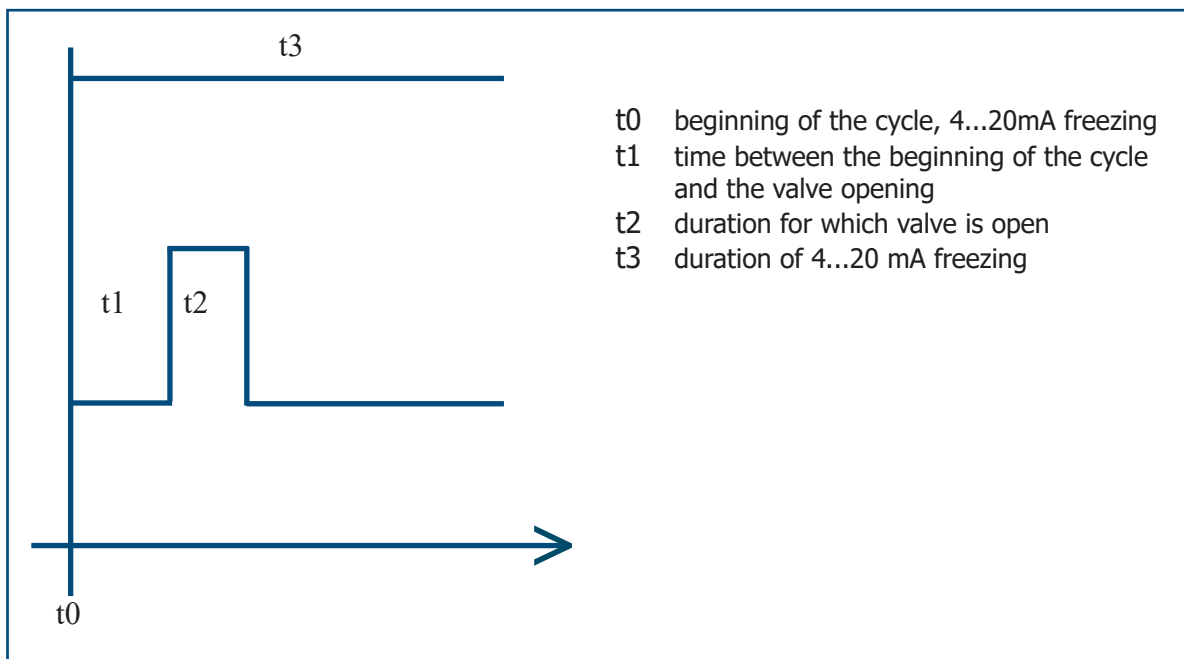 t3
t0 beginning of the cycle, 4...20mA freezing
t1 time between the beginning of the cycle
and the valve opening
t2 duration for which valve is open
t3 duration of 4...20 mA freezing
t1
t2
t0